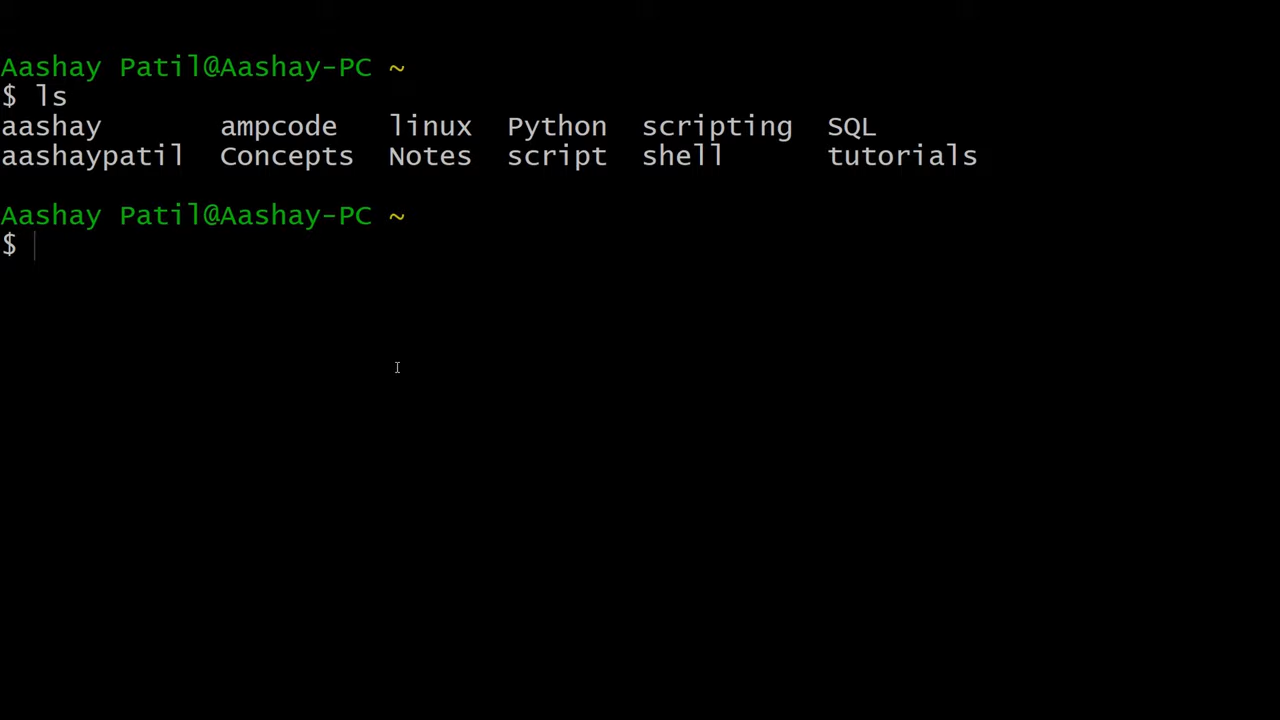 Aashay Patil@Aashay-PC ~
$ ls
aashay ampcode linux Python scripting SQL
aashaypatil Concepts Notes script shell tutorials
Aashay Patil@Aashay-PC ~
$